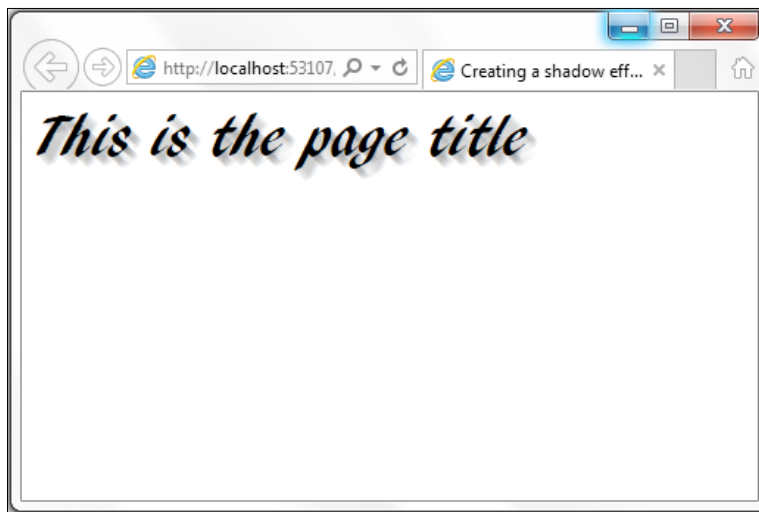 http://localhost:53107,
Creating a shadow eff...
This is the page title